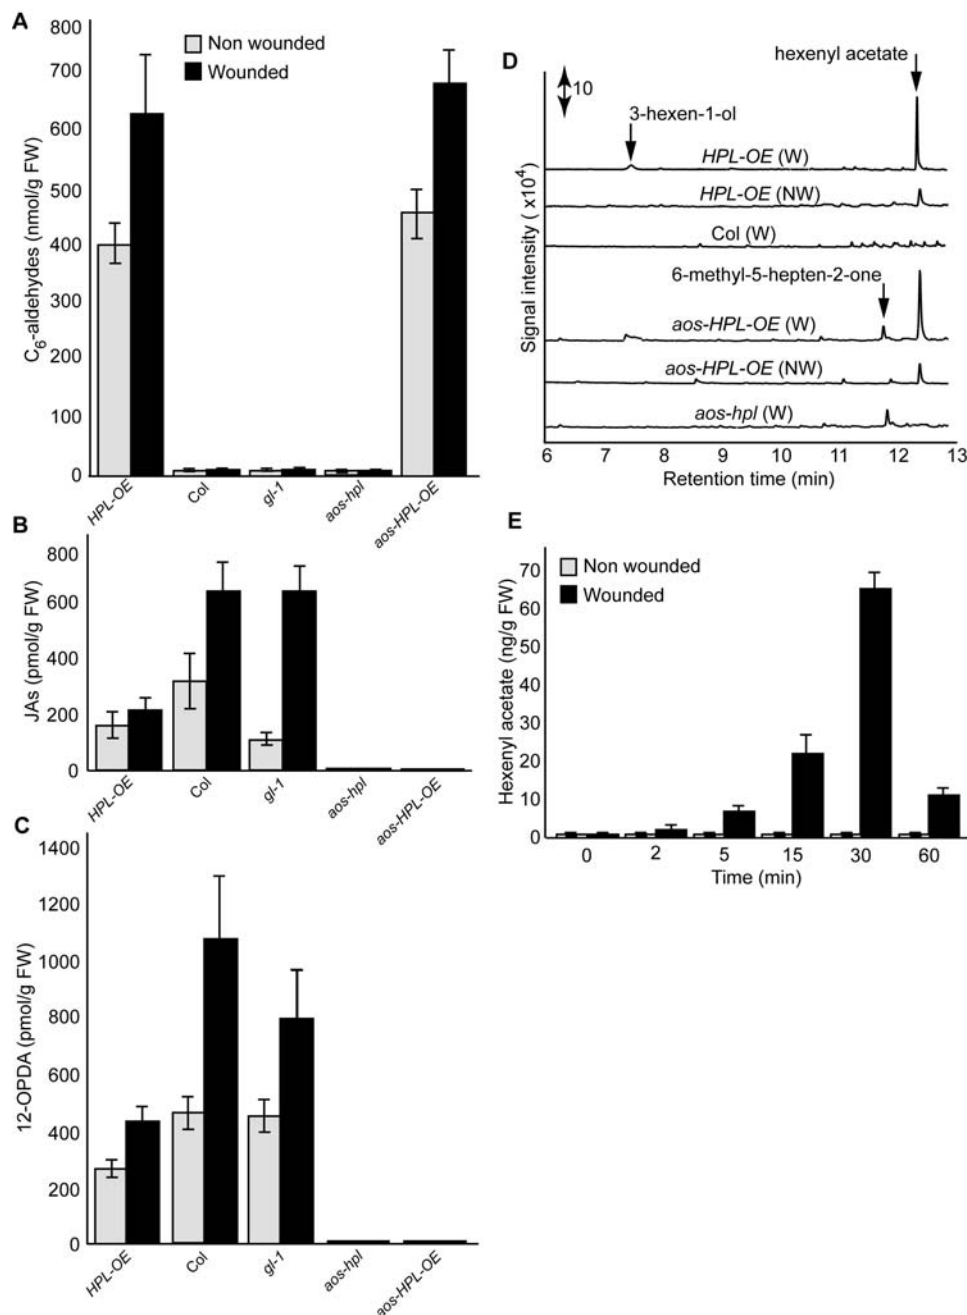 A
800
700
600
500
400
300
200
100
0
C6-aldehydes (nmol/g FW)
Non wounded
Wounded
HPL-OE
Col
gl-1
aos-hpl
aos-HPL-OE
B
800
600
400
200
0
JAs (pmol/g FW)
HPL-OE
Col
gl-1
aos-hpl
aos-HPL-OE
C
1400
1200
1000
800
600
400
200
0
12-OPDA (pmol/g FW)
HPL-OE
Col
gl-1
aos-hpl
aos-HPL-OE
D
10
hexenyl acetate
3-hexen-1-ol
HPL-OE (W)
HPL-OE (NW)
Col (W)
6-methyl-5-hepten-2-one
aos-HPL-OE (W)
aos-HPL-OE (NW)
aos-hpl (W)
Signal intensity ( x10⁴)
6 7 8 9 10 11 12 13
Retention time (min)
E
Non wounded
Wounded
70
60
50
40
30
20
10
0
Hexenyl acetate (ng/g FW)
0 2 5 15 30 60
Time (min)